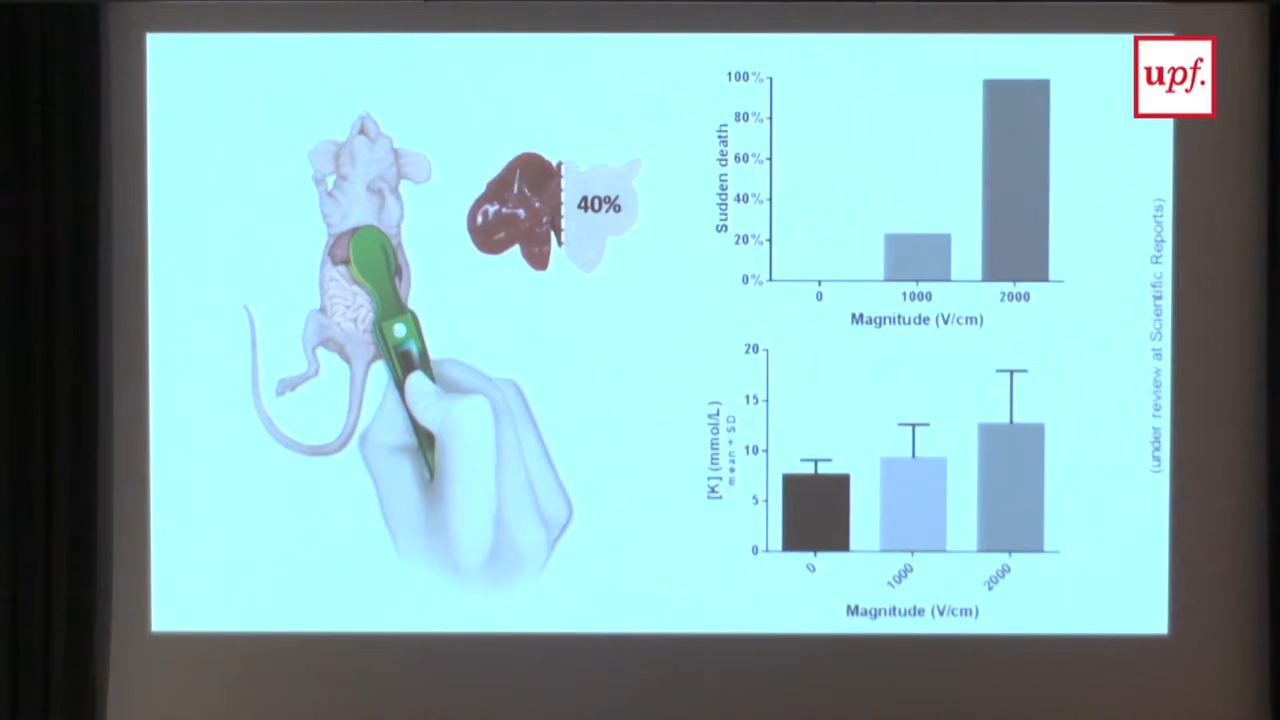 upf.
40%
100%
80%
60%
40%
20%
0%
Sudden death
0 1000 2000
Magnitude (V/cm)
20
15
10
5
0
[K] (mmol/L)
mean + SD
0 1000 2000
Magnitude (V/cm)
(under review at Scientific Reports)